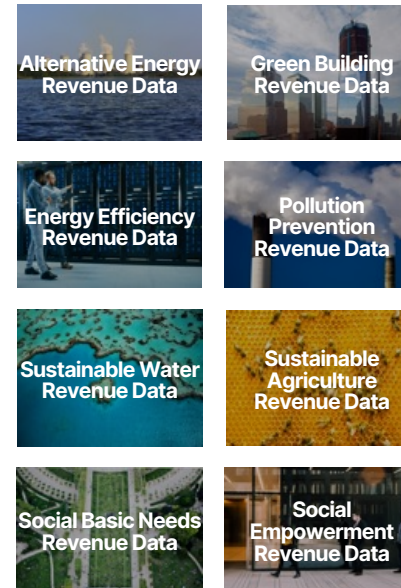 Alternative Energy
Revenue Data
Green Building
Revenue Data
Energy Efficiency
Revenue Data
Pollution
Prevention
Revenue Data
Sustainable Water
Revenue Data
Sustainable
Agriculture
Revenue Data
Social Basic Needs
Revenue Data
Social
Empowerment
Revenue Data